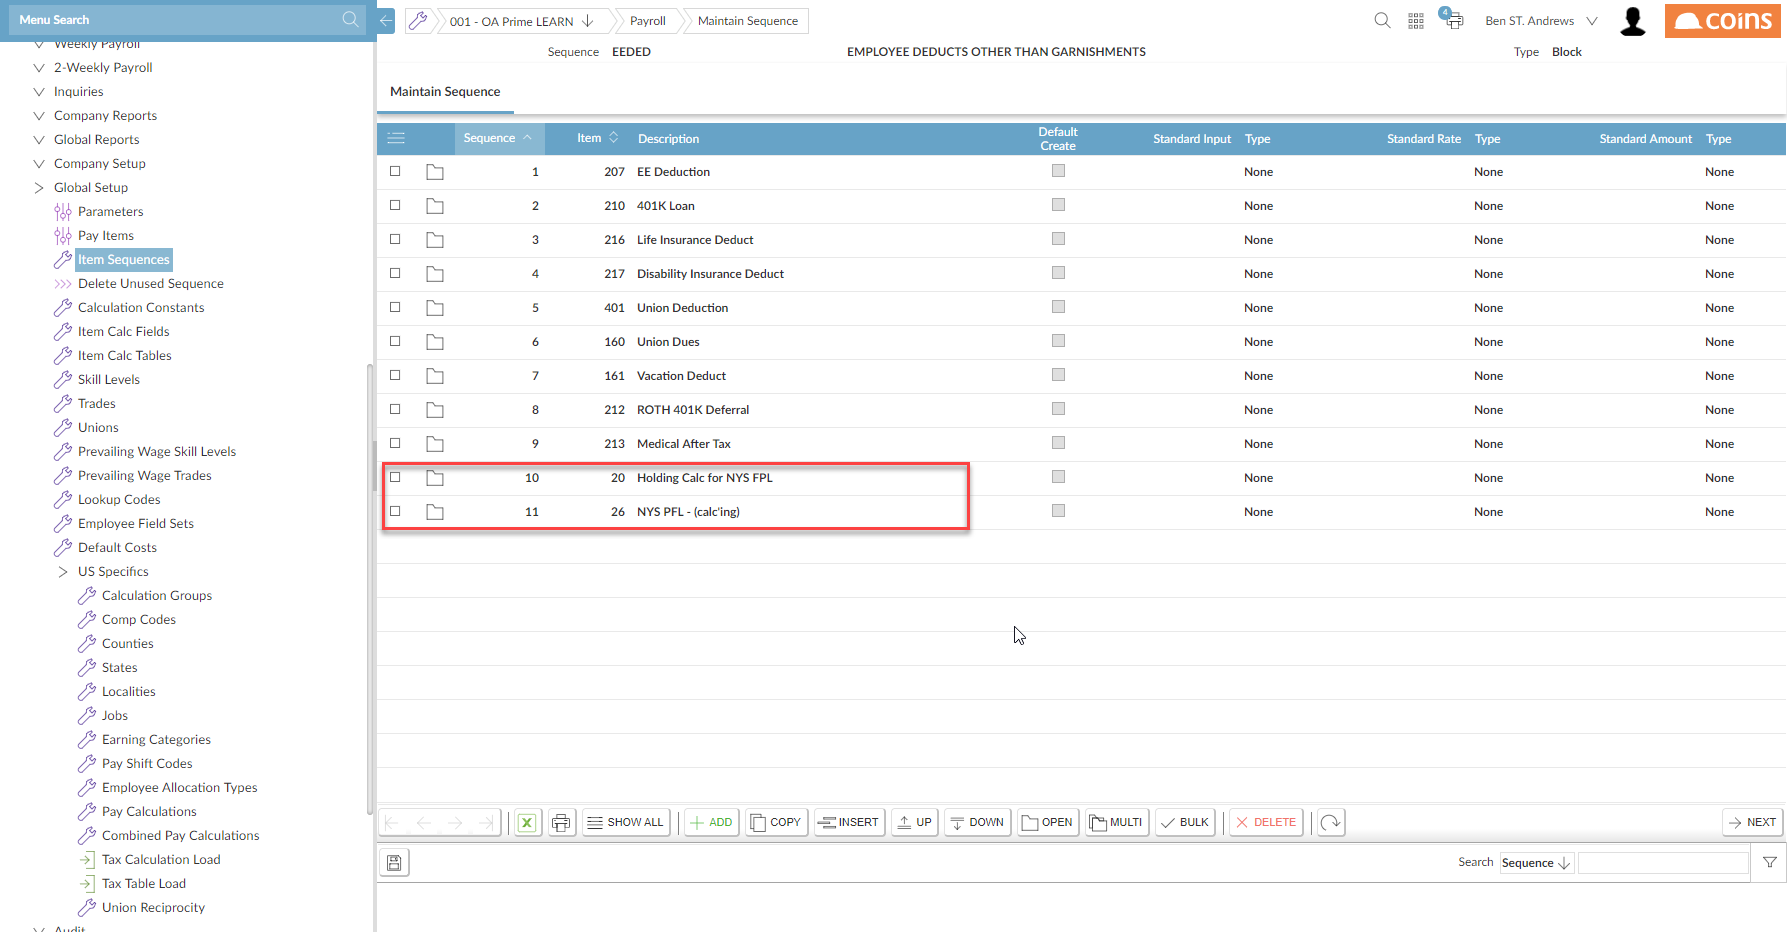 Menu Search
001 - OA Prime LEARN
Payroll
Maintain Sequence
4
Ben ST. Andrews
coins
Sequence EEDED
EMPLOYEE DEDUCTS OTHER THAN GARNISHMENTS
Type Block
Weekly Payroll
2-Weekly Payroll
Inquiries
Company Reports
Global Reports
Company Setup
Global Setup
Parameters
Pay Items
Item Sequences
Delete Unused Sequence
Calculation Constants
Item Calc Fields
Item Calc Tables
Skill Levels
Trades
Unions
Prevailing Wage Skill Levels
Prevailing Wage Trades
Lookup Codes
Employee Field Sets
Default Costs
US Specifics
Calculation Groups
Comp Codes
Counties
States
Localities
Jobs
Earning Categories
Pay Shift Codes
Employee Allocation Types
Pay Calculations
Combined Pay Calculations
Tax Calculation Load
Tax Table Load
Union Reciprocity
Audit
Maintain Sequence
Sequence Item Description Default Create Standard Input Type Standard Rate Type Standard Amount Type
1 207 EE Deduction None None None
2 210 401K Loan None None None
3 216 Life Insurance Deduct None None None
4 217 Disability Insurance Deduct None None None
5 401 Union Deduction None None None
6 160 Union Dues None None None
7 161 Vacation Deduct None None None
8 212 ROTH 401K Deferral None None None
9 213 Medical After Tax None None None
10 20 Holding Calc for NYS FPL None None None
11 26 NYS PFL - (calc'ing) None None None
SHOW ALL ADD COPY INSERT UP DOWN OPEN MULTI BULK DELETE NEXT
Search Sequence